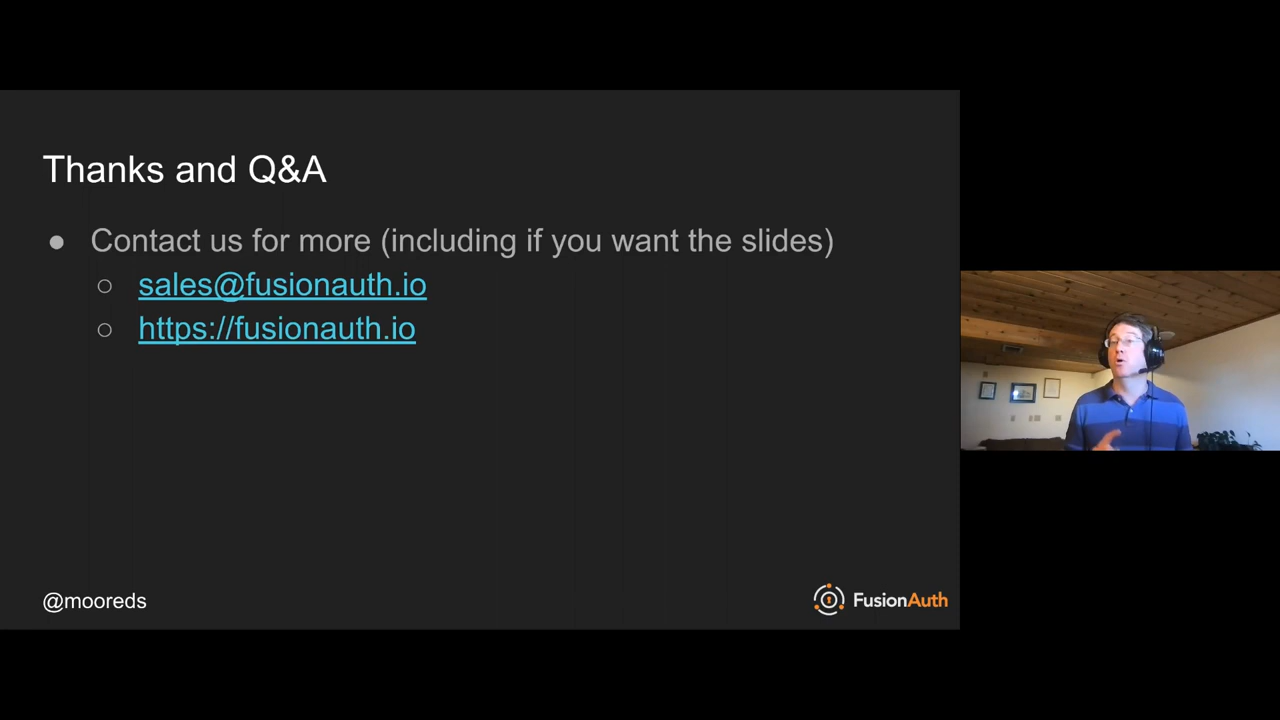 Thanks and Q&A
● Contact us for more (including if you want the slides)
○ sales@fusionauth.io
○ https://fusionauth.io
@mooreds
FusionAuth